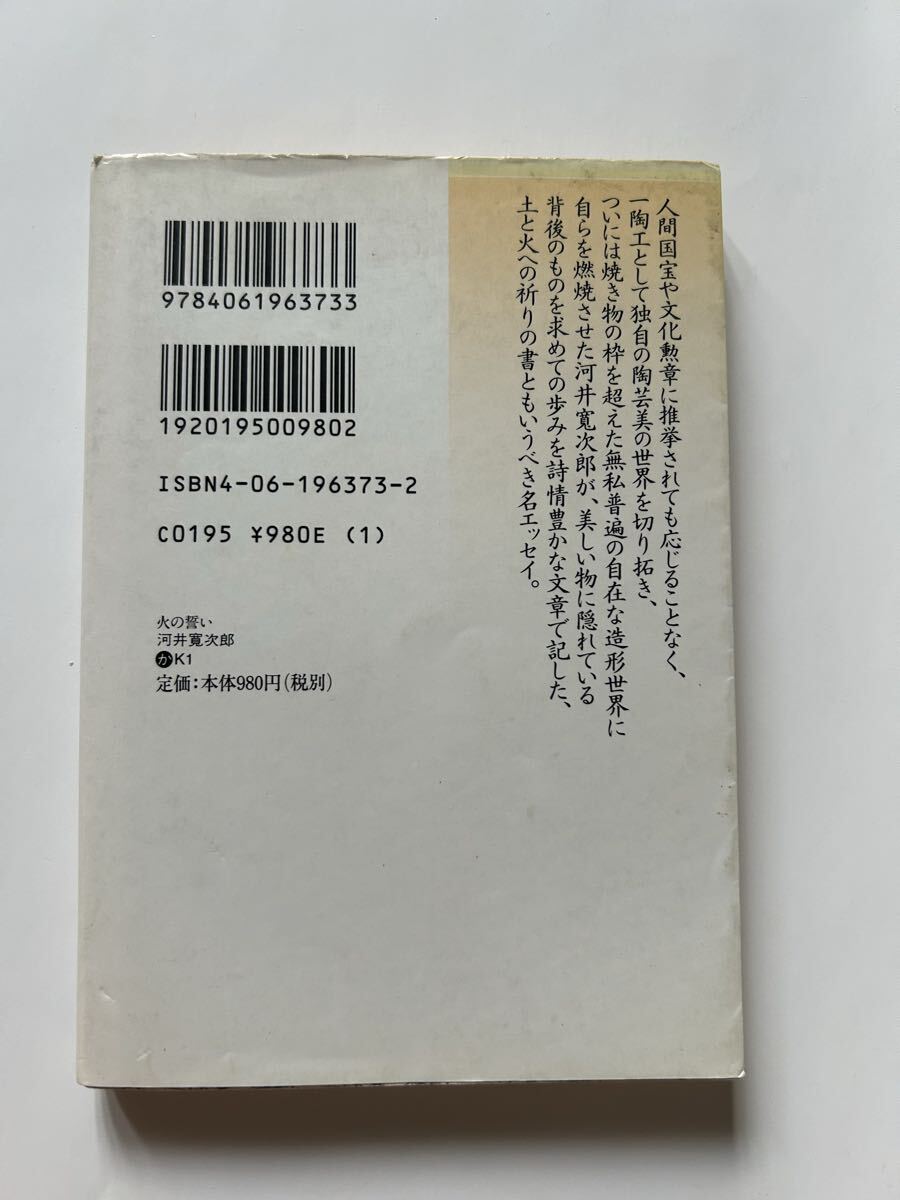 人間国宝や文化勲章に推挙されても応じることなく、
一陶工として独自の陶芸美の世界を切り拓き、
ついには焼き物の枠を超えた無私普遍の自在な造形世界に
自らを燃焼させた河井寛次郎が、美しい物に隠れている
背後のものを求めての歩みを詩情豊かな文章で記した、
土と火への祈りの書ともいうべき名エッセイ。
9784061963733
1920195009802
ISBN4-06-196373-2
C0195 ¥980E (1)
火の誓い
河井寛次郎
かK1
定価:本体980円(税別)